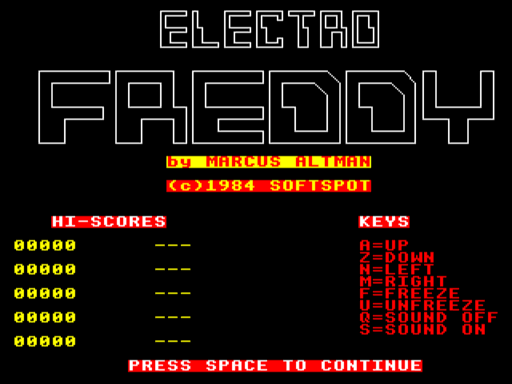 ELECTRO
FREDDY
by MARCUS ALTMAN
(c)1984 SOFTSPOT
HI-SCORES
00000 ---
00000 ---
00000 ---
00000 ---
00000 ---
KEYS
A=UP
Z=DOWN
N=LEFT
M=RIGHT
F=FREEZE
U=UNFREEZE
Q=SOUND OFF
S=SOUND ON
PRESS SPACE TO CONTINUE